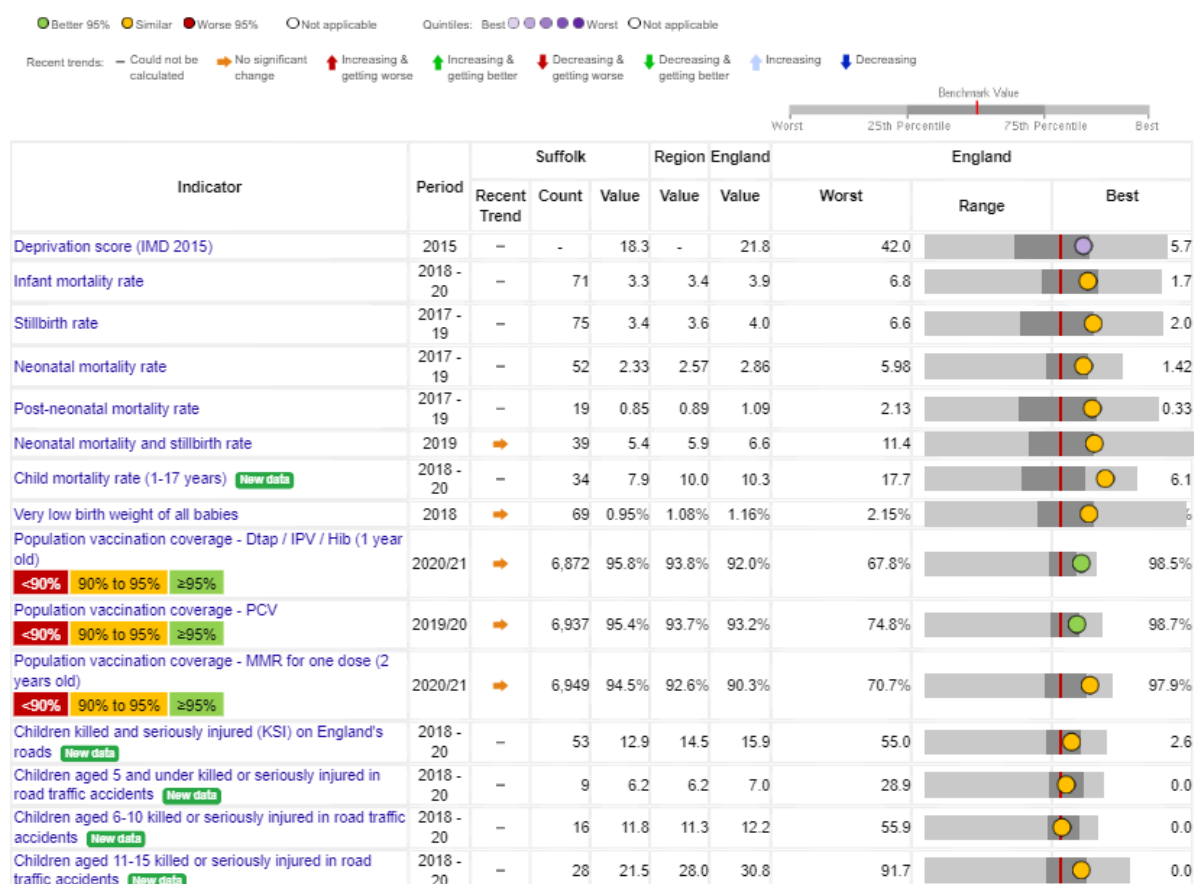 Better 95% Similar Worse 95% Not applicable Quintiles: Best Worst Not applicable
Recent trends: – Could not be calculated No significant change Increasing & getting worse Increasing & getting better Decreasing & getting worse Decreasing & getting better Increasing Decreasing
Benchmark Value
Worst 25th Percentile 75th Percentile Best
Suffolk Region England England
Indicator Period Recent Trend Count Value Value Value Worst Range Best
Deprivation score (IMD 2015) 2015 – - 18.3 - 21.8 42.0 5.7
Infant mortality rate 2018 - 20 – 71 3.3 3.4 3.9 6.8 1.7
Stillbirth rate 2017 - 19 – 75 3.4 3.6 4.0 6.6 2.0
Neonatal mortality rate 2017 - 19 – 52 2.33 2.57 2.86 5.98 1.42
Post-neonatal mortality rate 2017 - 19 – 19 0.85 0.89 1.09 2.13 0.33
Neonatal mortality and stillbirth rate 2019 39 5.4 5.9 6.6 11.4
Child mortality rate (1-17 years) New data 2018 - 20 – 34 7.9 10.0 10.3 17.7 6.1
Very low birth weight of all babies 2018 69 0.95% 1.08% 1.16% 2.15%
Population vaccination coverage - Dtap / IPV / Hib (1 year
old) 2020/21 6,872 95.8% 93.8% 92.0% 67.8% 98.5%
<90% 90% to 95% ≥95%
Population vaccination coverage - PCV
2019/20 6,937 95.4% 93.7% 93.2% 74.8% 98.7%
<90% 90% to 95% ≥95%
Population vaccination coverage - MMR for one dose (2
years old) 2020/21 6,949 94.5% 92.6% 90.3% 70.7% 97.9%
<90% 90% to 95% ≥95%
Children killed and seriously injured (KSI) on England's
roads New data 2018 - 20 – 53 12.9 14.5 15.9 55.0 2.6
Children aged 5 and under killed or seriously injured in
road traffic accidents New data 2018 - 20 – 9 6.2 6.2 7.0 28.9 0.0
Children aged 6-10 killed or seriously injured in road traffic
accidents New data 2018 - 20 – 16 11.8 11.3 12.2 55.9 0.0
Children aged 11-15 killed or seriously injured in road
traffic accidents New data 2018 - 20 – 28 21.5 28.0 30.8 91.7 0.0